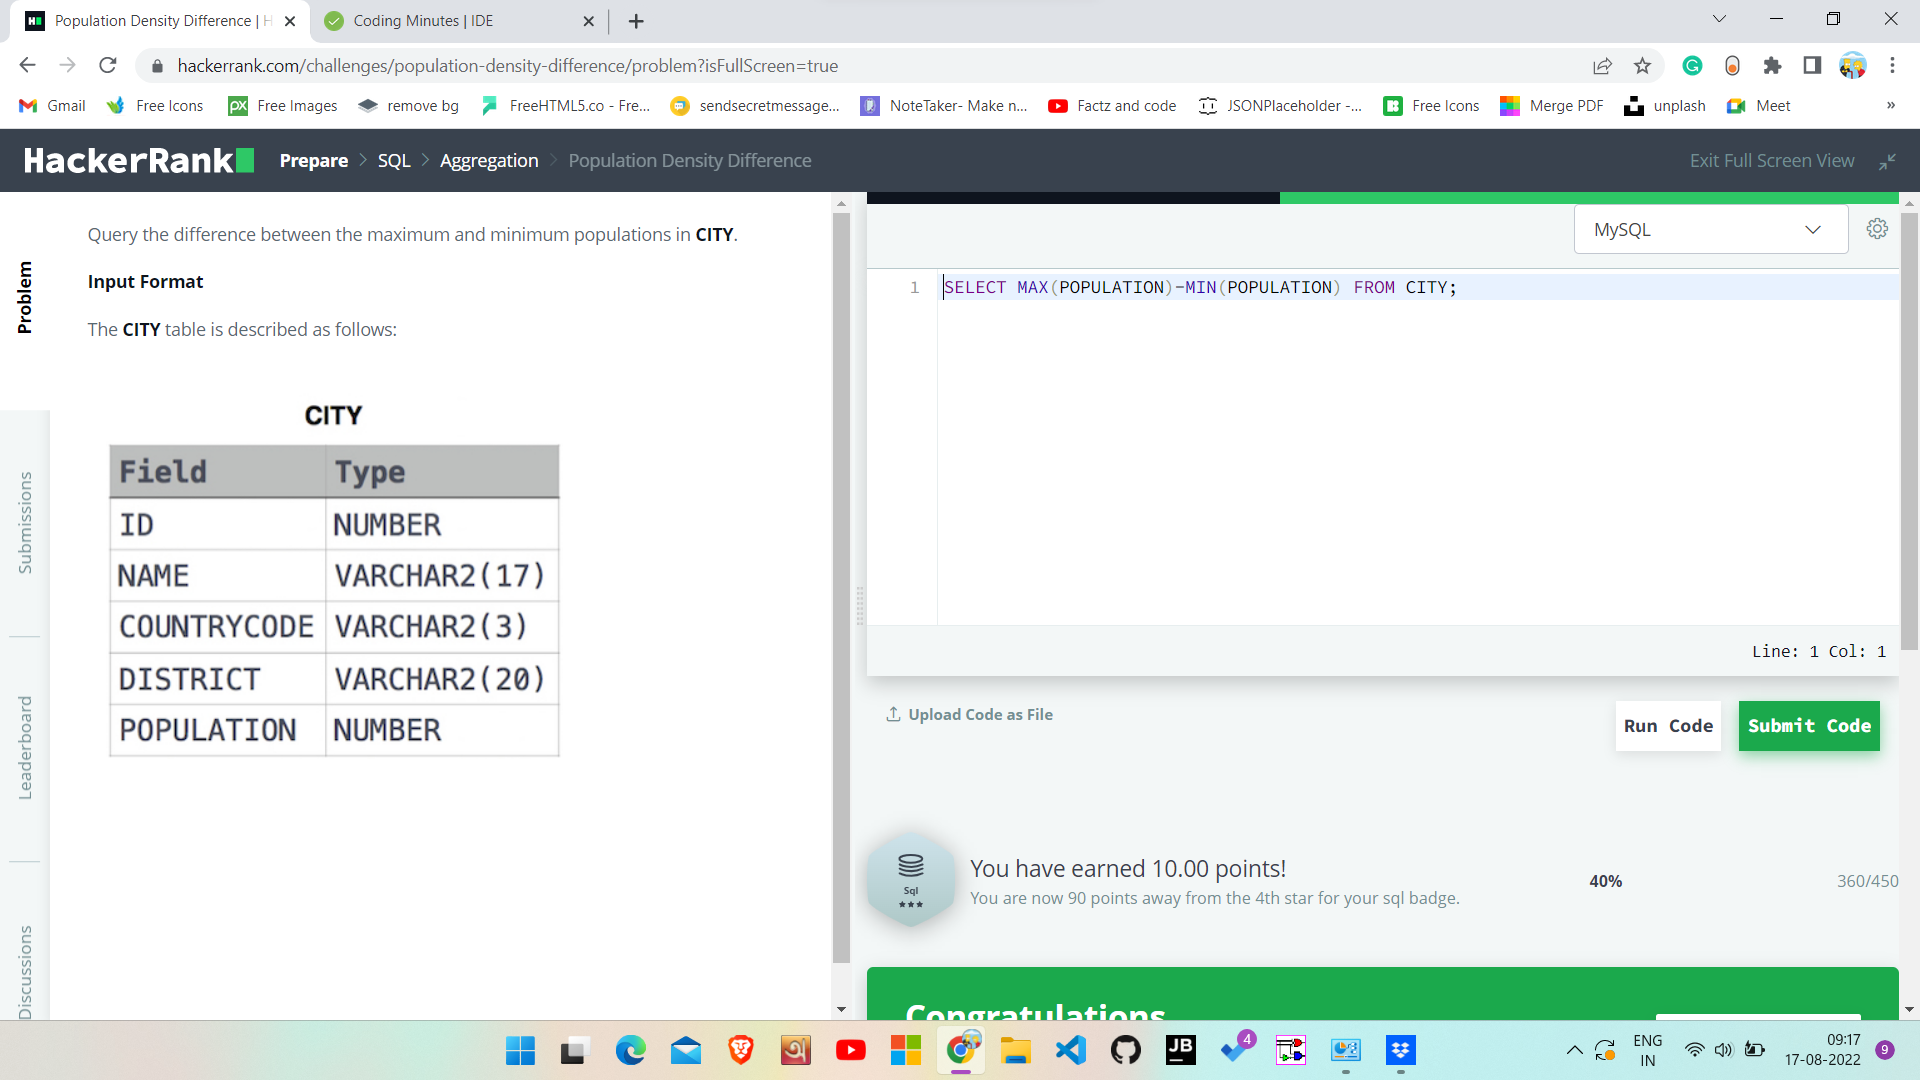 Population Density Difference | H
Coding Minutes | IDE
hackerrank.com/challenges/population-density-difference/problem?isFullScreen=true
Gmail
Free Icons
Free Images
remove bg
FreeHTML5.co - Fre...
sendsecretmessage...
NoteTaker- Make n...
Factz and code
JSONPlaceholder -...
Free Icons
Merge PDF
unplash
Meet
»
HackerRank
Prepare
SQL
Aggregation
Population Density Difference
Exit Full Screen View
Problem
Submissions
Leaderboard
Discussions
Query the difference between the maximum and minimum populations in CITY.
Input Format
The CITY table is described as follows:
CITY
Field Type
ID NUMBER
NAME VARCHAR2(17)
COUNTRYCODE VARCHAR2(3)
DISTRICT VARCHAR2(20)
POPULATION NUMBER
MySQL
1 SELECT MAX(POPULATION)-MIN(POPULATION) FROM CITY;
Line: 1 Col: 1
Upload Code as File
Run Code
Submit Code
Sql
You have earned 10.00 points!
You are now 90 points away from the 4th star for your sql badge.
40%
360/450
Congratulations
JB
4
ENG
IN
09:17
17-08-2022
9